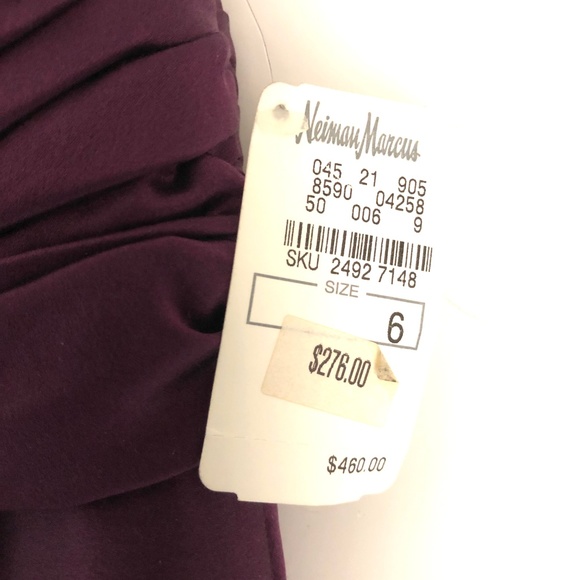 Neiman Marcus
045 21 905
8590 04258
50 006 9
SKU 2492 7148
SIZE
6
$276.00
$460.00